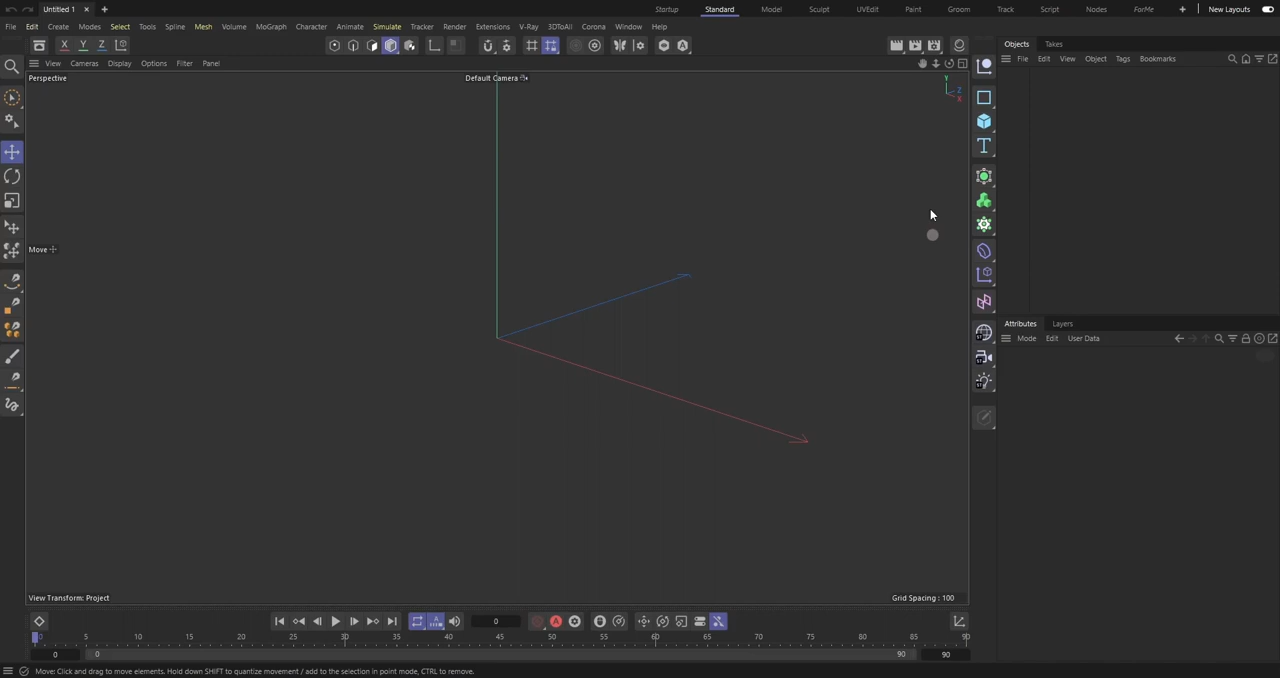 Untitled 1
Startup Standard Model Sculpt UVEdit Paint Groom Track Script Nodes ForMe New Layouts
File Edit Create Modes Select Tools Spline Mesh Volume MoGraph Character Animate Simulate Tracker Render Extensions V-Ray 3DToAll Corona Window Help
X Y Z
Objects Takes
View Cameras Display Options Filter Panel
File Edit View Object Tags Bookmarks
Perspective
Default Camera
Y
Z
X
T
Move
Attributes Layers
Mode Edit User Data
ST
ST
ST
View Transform: Project
Grid Spacing : 100
0
0 5 10 15 20 25 30 35 40 45 50 55 60 65 70 75 80 85 90
0 0 90 90
Move: Click and drag to move elements. Hold down SHIFT to quantize movement / add to the selection in point mode, CTRL to remove.